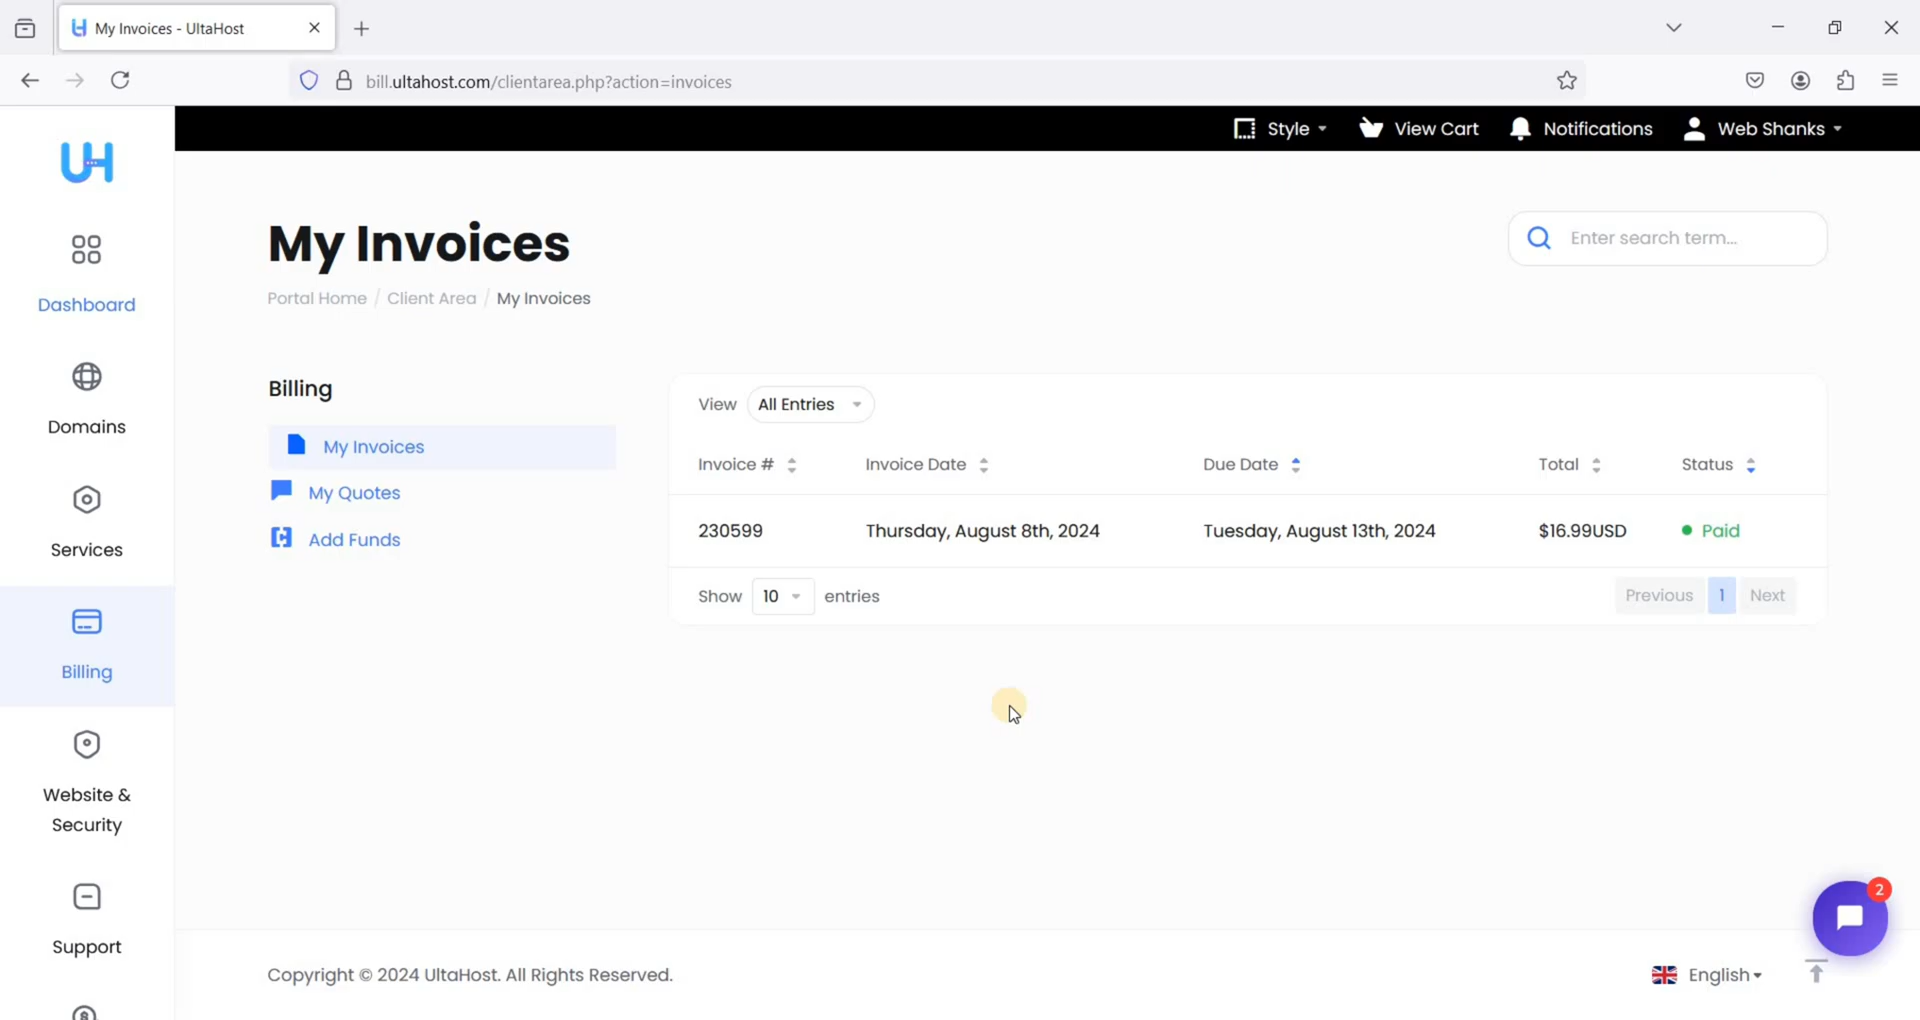 My Invoices - UltaHost
bill.ultahost.com/clientarea.php?action=invoices
Style View Cart Notifications Web Shanks
UH
My Invoices
Enter search term...
Portal Home / Client Area / My Invoices
Dashboard
Domains
Services
Billing
Website &
Security
Support
Billing
My Invoices
My Quotes
Add Funds
View All Entries
Invoice # Invoice Date Due Date Total Status
230599 Thursday, August 8th, 2024 Tuesday, August 13th, 2024 $16.99USD Paid
Show 10 entries Previous 1 Next
2
Copyright © 2024 UltaHost. All Rights Reserved. English